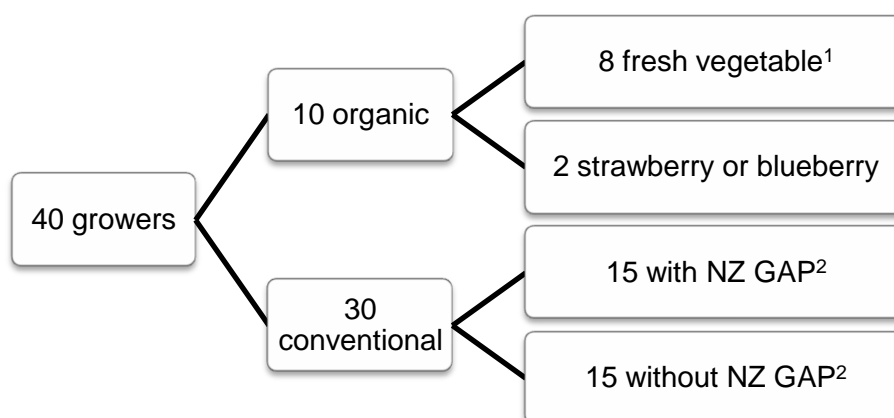 8 fresh vegetable¹
10 organic
2 strawberry or blueberry
40 growers
15 with NZ GAP²
30
conventional
15 without NZ GAP²